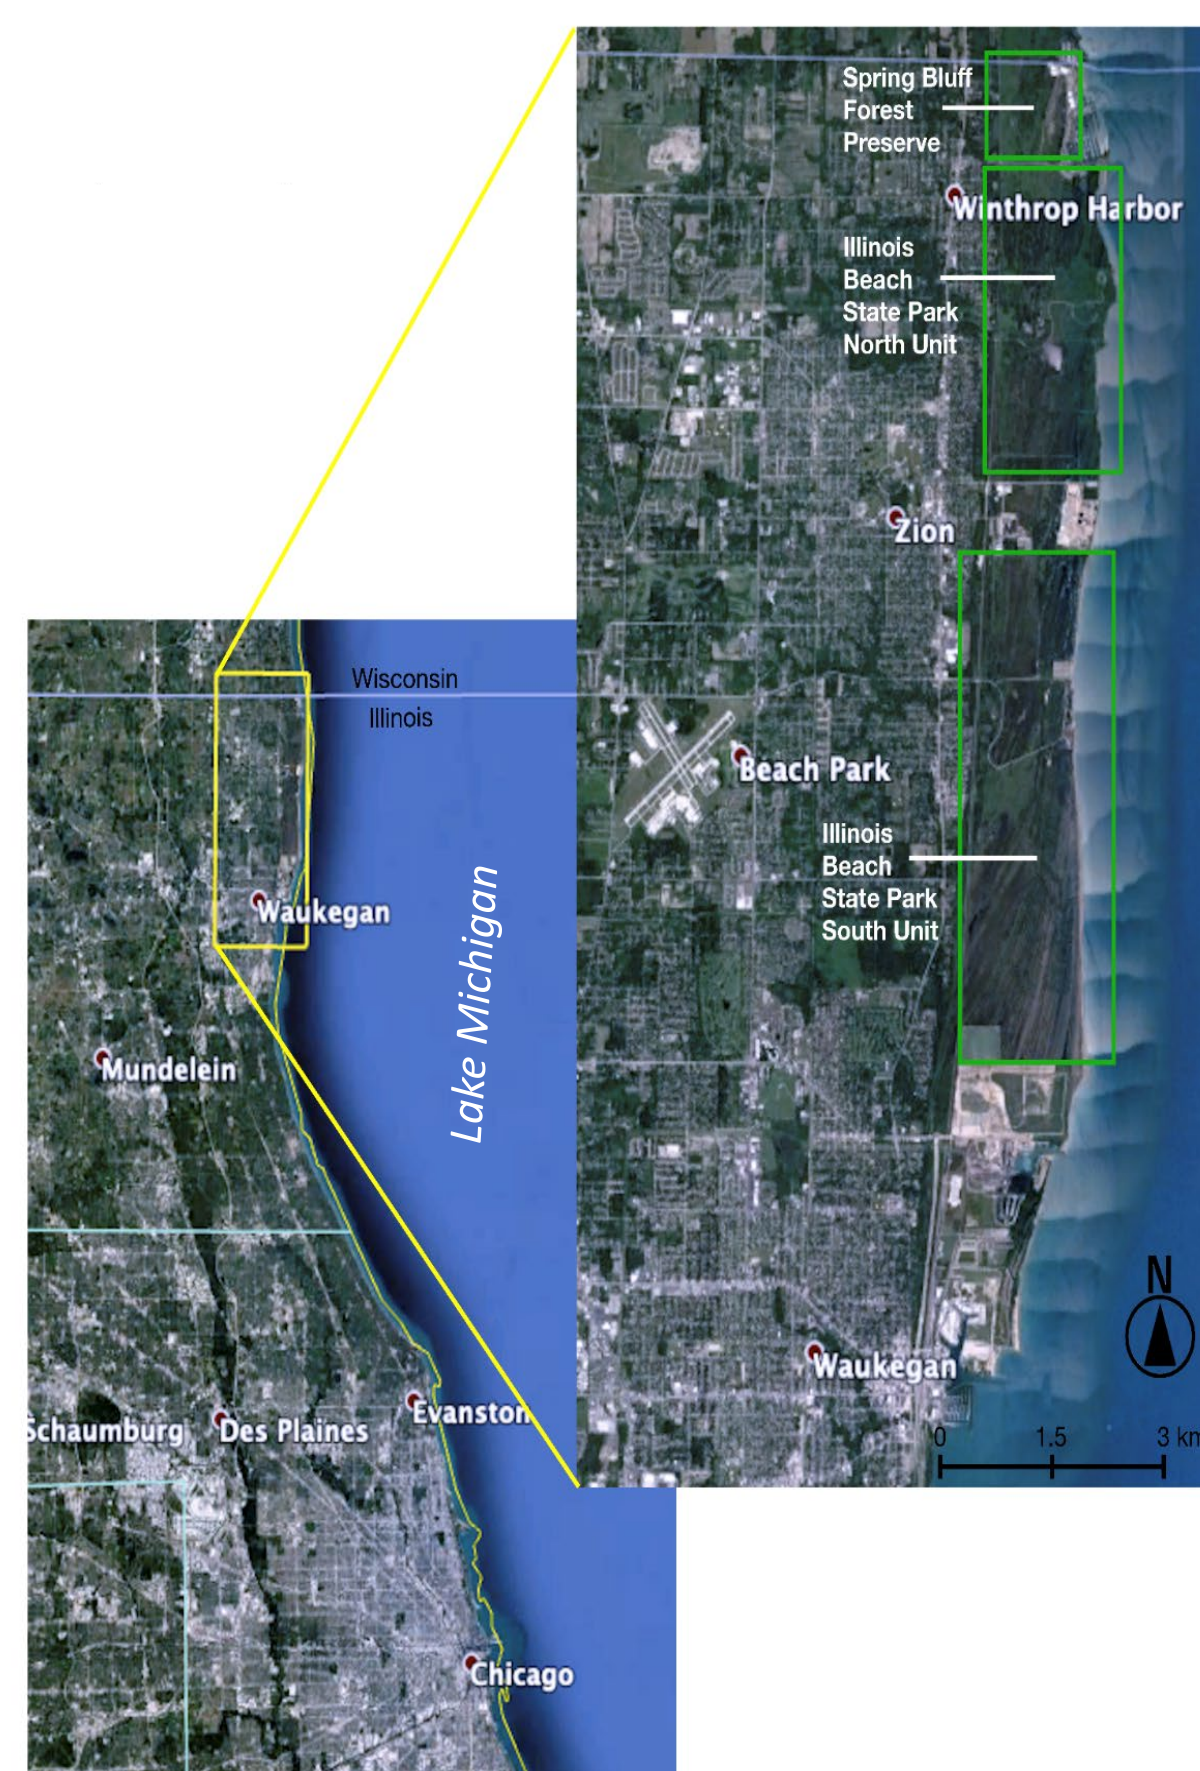 Spring Bluff
Forest
Preserve
Winthrop Harbor
Illinois
Beach
State Park
North Unit
Zion
Wisconsin
Illinois
Beach Park
Illinois
Beach
State Park
South Unit
Waukegan
Lake Michigan
Mundelein
N
Waukegan
Evanston
Schaumburg
Des Plaines
0 1.5 3 km
Chicago